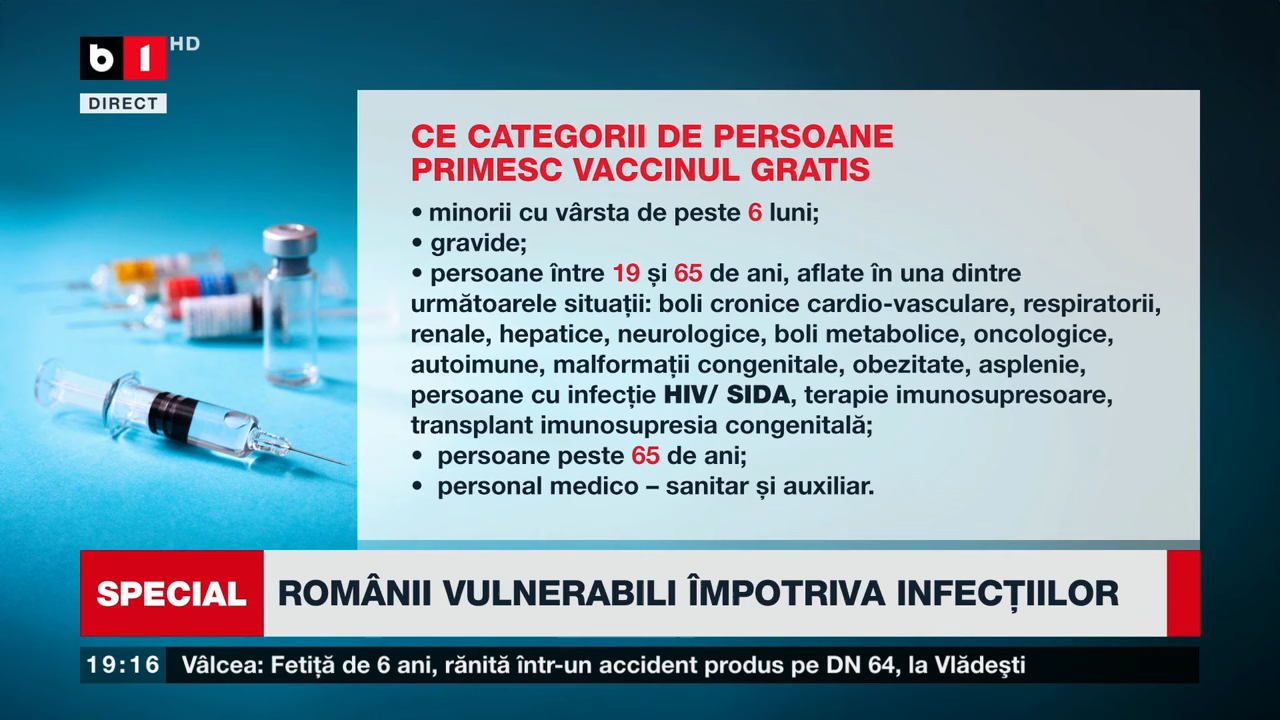 b1 HD
DIRECT
CE CATEGORII DE PERSOANE
PRIMESC VACCINUL GRATIS
• minorii cu vârsta de peste 6 luni;
• gravide;
• persoane între 19 și 65 de ani, aflate în una dintre
următoarele situații: boli cronice cardio-vasculare, respiratorii,
renale, hepatice, neurologice, boli metabolice, oncologice,
autoimune, malformații congenitale, obezitate, asplenie,
persoane cu infecție HIV/ SIDA, terapie imunosupresoare,
transplant imunosupresia congenitală;
• persoane peste 65 de ani;
• personal medico – sanitar și auxiliar.
SPECIAL ROMÂNII VULNERABILI ÎMPOTRIVA INFECȚIILOR
19:16 Vâlcea: Fetiță de 6 ani, rănită într-un accident produs pe DN 64, la Vlădeşti